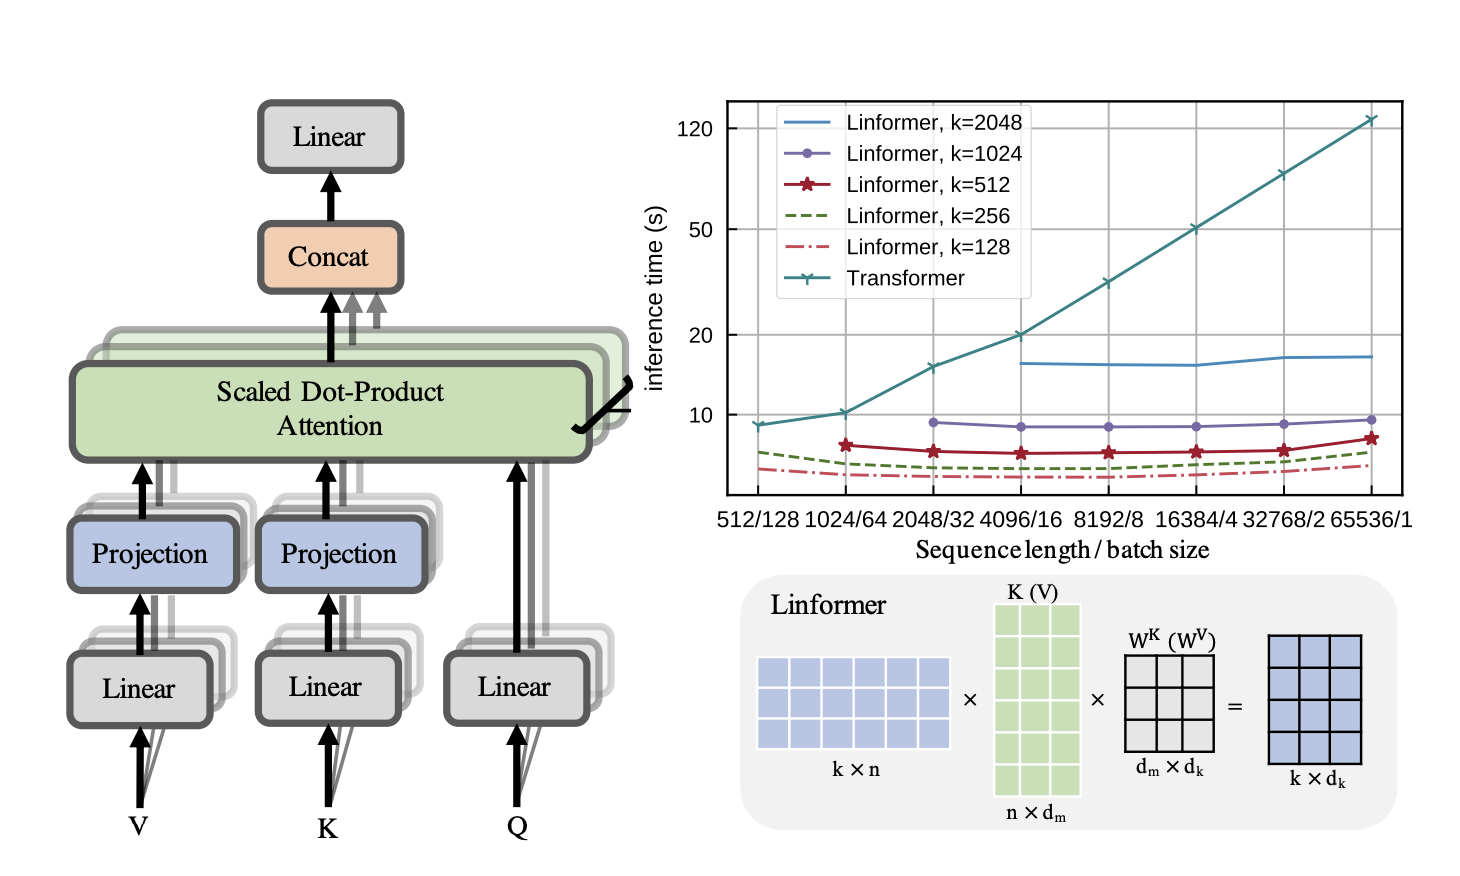 Linear
Concat
Scaled Dot-Product
Attention
Projection
Projection
Linear
Linear
Linear
V
K
Q
inference time (s)
120
50
20
10
Linformer, k=2048
Linformer, k=1024
Linformer, k=512
Linformer, k=256
Linformer, k=128
Transformer
512/128 1024/64 2048/32 4096/16 8192/8 16384/4 32768/2 65536/1
Sequence length / batch size
Linformer
K (V)
W^K (W^V)
× × =
k × n
n × d_m
d_m × d_k
k × d_k